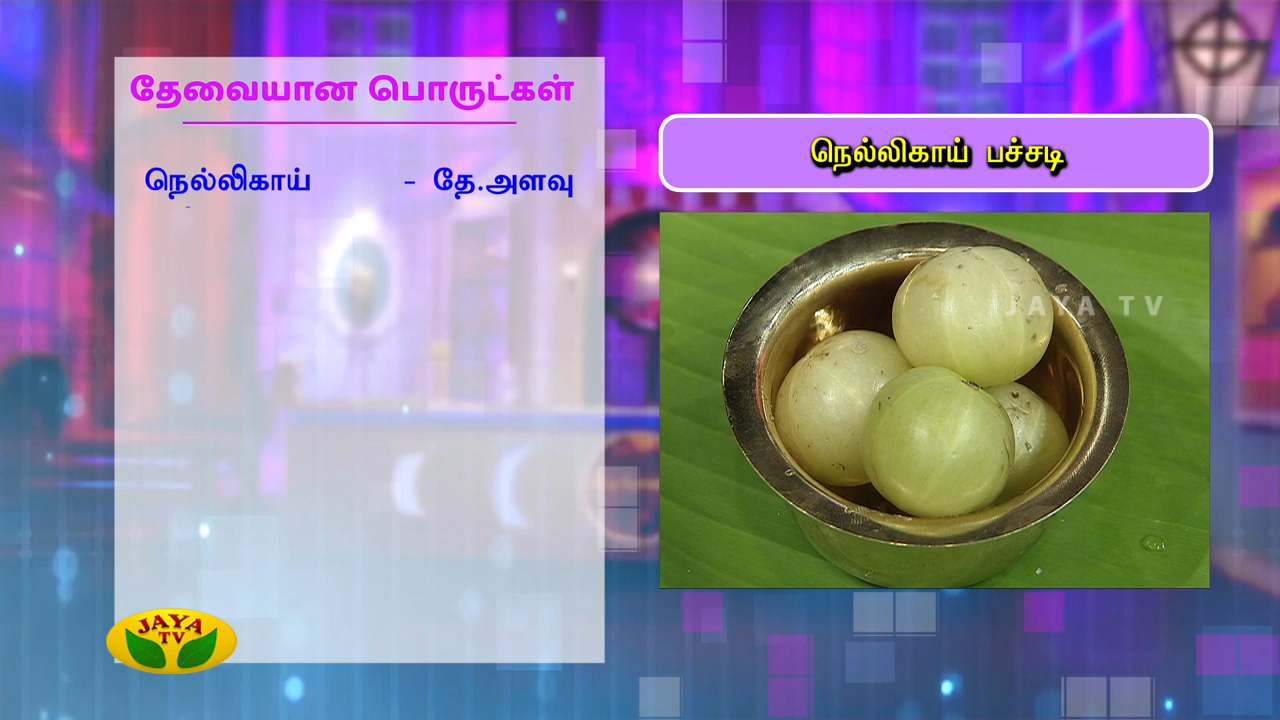 தேவையான பொருட்கள்
நெல்லிகாய் - தே.அளவு
நெல்லிகாய் பச்சடி
JAYA TV
JAYA
TV